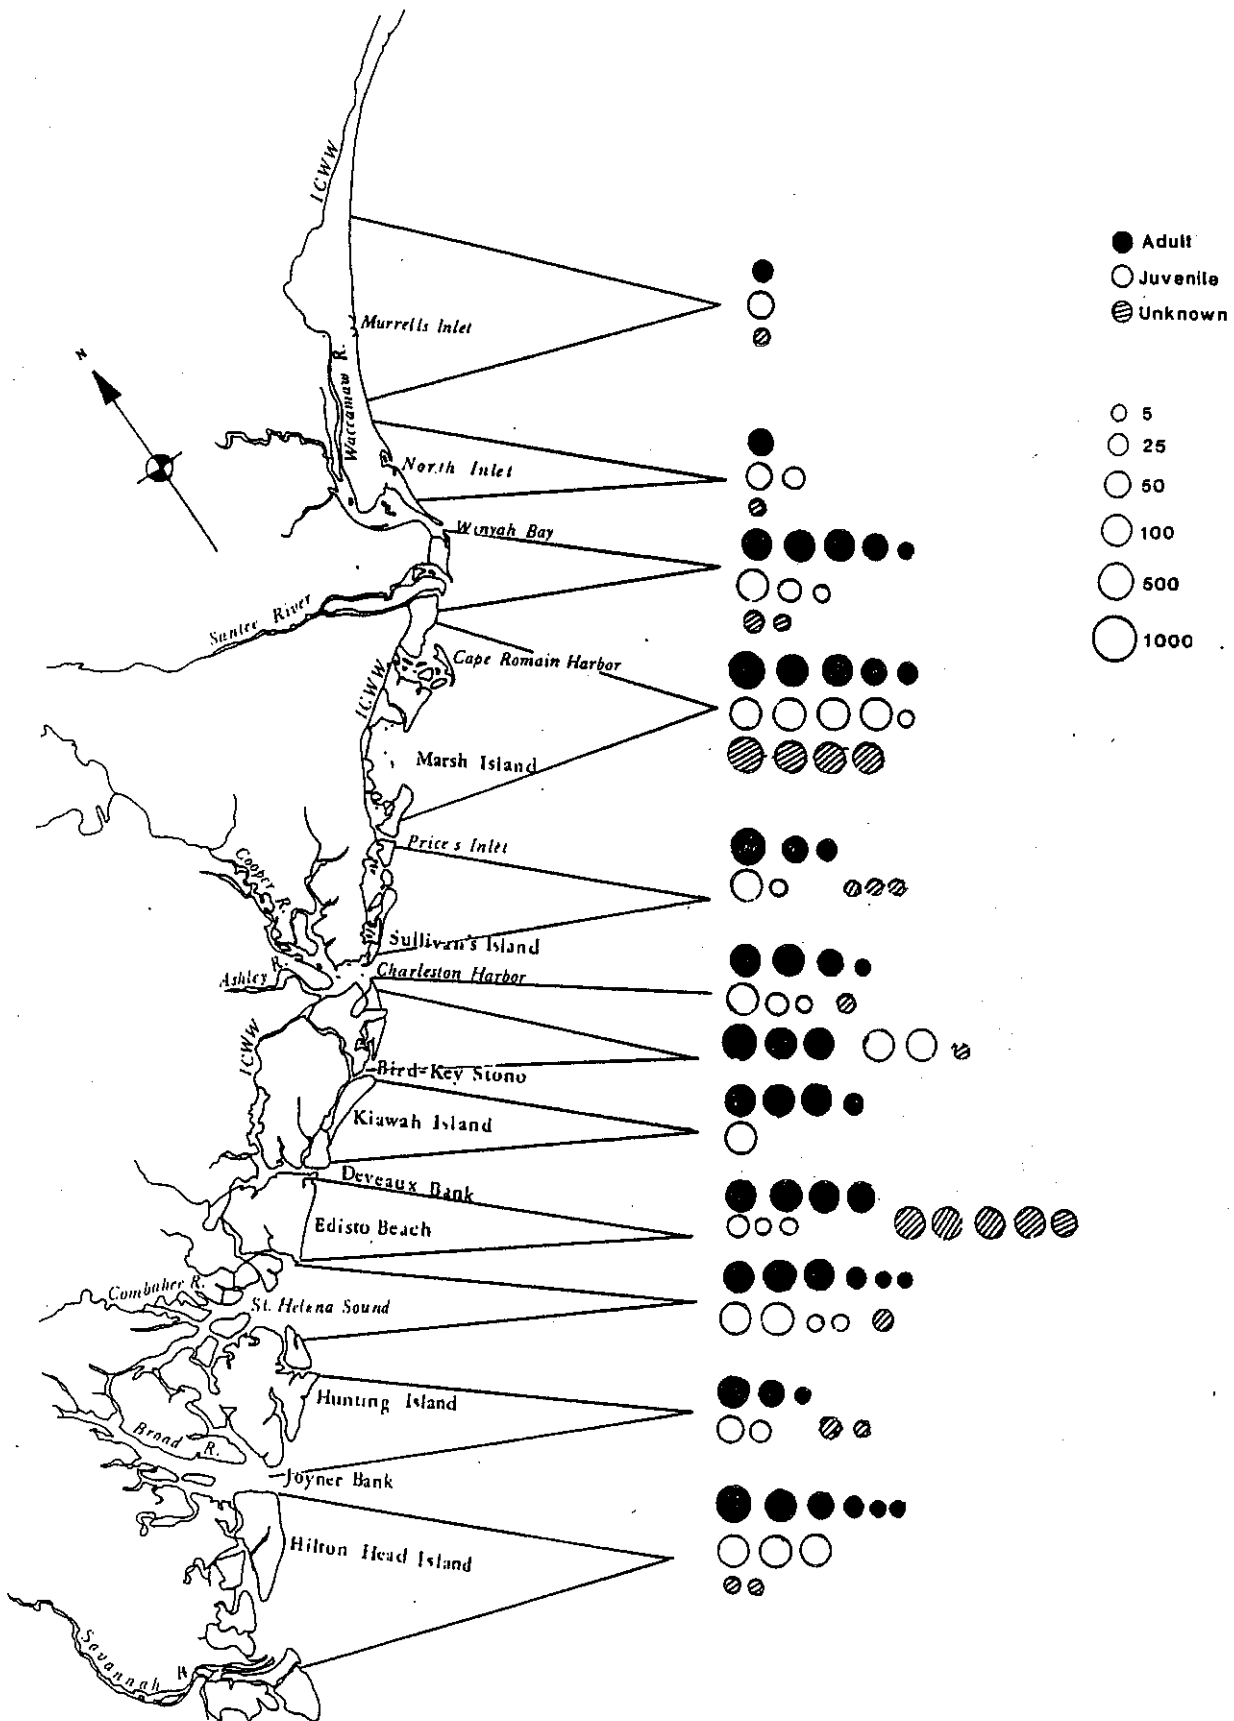 ICWW
Adult
Juvenile
Unknown
Murrells Inlet
N
Waccamaw R.
5
25
North Inlet
50
Winyah Bay
100
500
Santee River
1000
Cape Romain Harbor
ICWW
Marsh Island
Price's Inlet
Cooper R.
Sullivan's Island
Ashley R.
Charleston Harbor
ICWW
Bird-Key Stono
Kiawah Island
Deveaux Bank
Edisto Beach
Combahee R.
St. Helena Sound
Hunting Island
Broad R.
Joyner Bank
Hilton Head Island
Savannah R